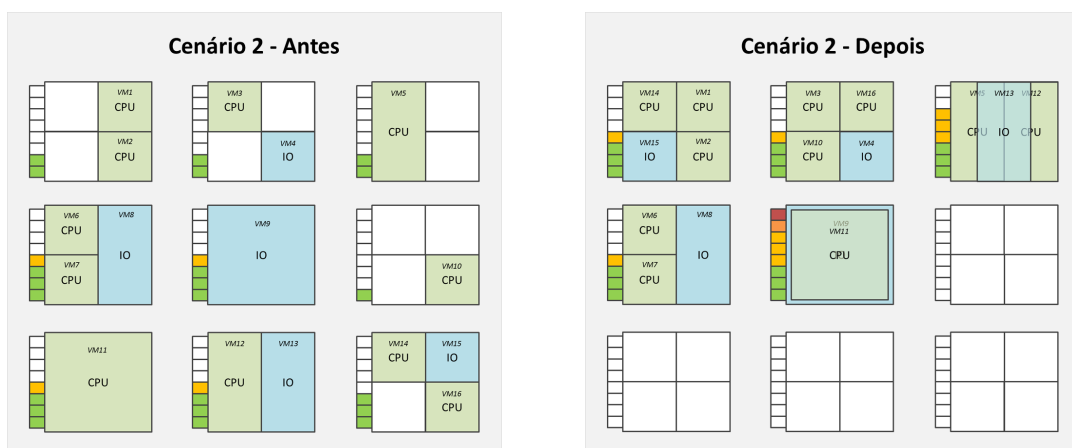 Cenário 2 - Antes
VM1
CPU
VM2
CPU
VM3
CPU
VM4
IO
VM5
CPU
VM6
CPU
VM7
CPU
VM8
IO
VM9
IO
VM10
CPU
VM11
CPU
VM12
CPU
VM13
IO
VM14
CPU
VM15
IO
VM16
CPU
Cenário 2 - Depois
VM14
CPU
VM1
CPU
VM15
IO
VM2
CPU
VM3
CPU
VM16
CPU
VM10
CPU
VM4
IO
VM5 VM13 VM12
CPU IO CPU
VM6
CPU
VM7
CPU
VM8
IO
VM9
VM11
CPU